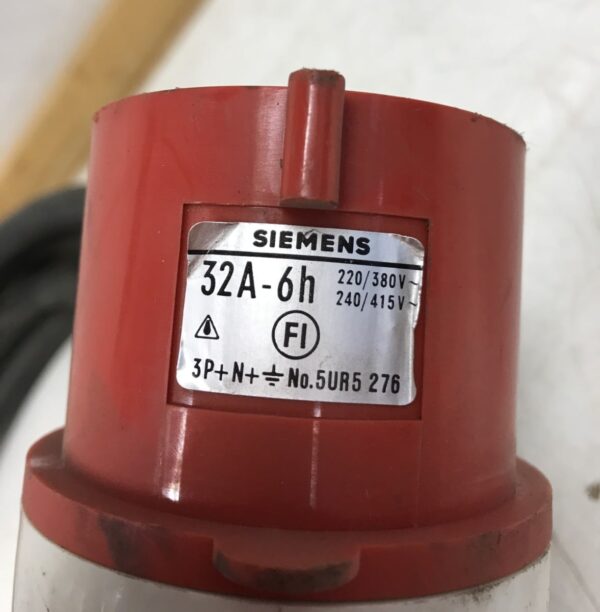 SIEMENS
32A-6h 220/380V~
240/415V~
FI
3P+N+⏚ No.5UR5 276